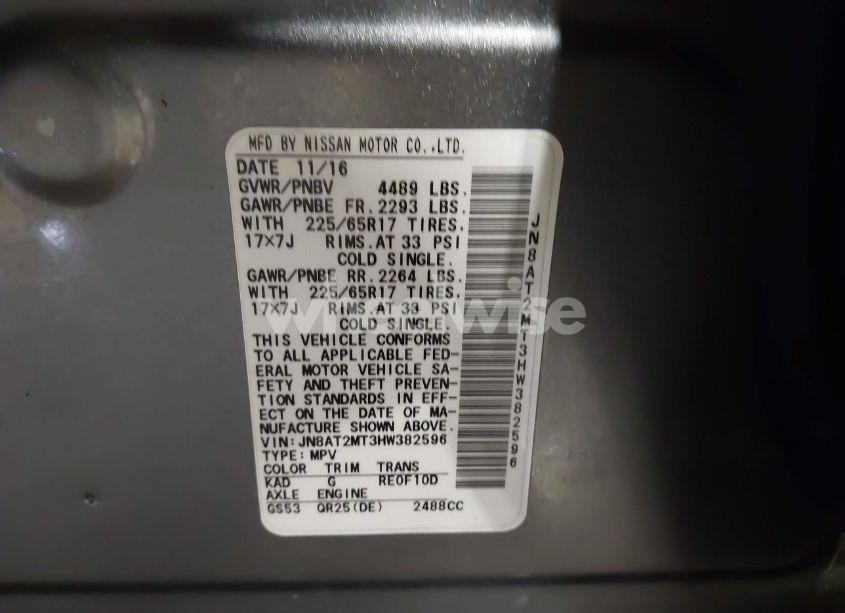 MFD BY NISSAN MOTOR CO.,LTD.
DATE 11/16
GVWR/PNBV 4489 LBS.
GAWR/PNBE FR. 2293 LBS.
WITH 225/65R17 TIRES.
17×7J RIMS.AT 33 PSI
COLD SINGLE.
GAWR/PNBE RR. 2264 LBS.
WITH 225/65R17 TIRES.
17×7J RIMS.AT 33 PSI
COLD SINGLE.
THIS VEHICLE CONFORMS
TO ALL APPLICABLE FED-
ERAL MOTOR VEHICLE SA-
FETY AND THEFT PREVEN-
TION STANDARDS IN EFF-
ECT ON THE DATE OF MA-
NUFACTURE SHOWN ABOVE.
VIN:JN8AT2MT3HW382596
TYPE:MPV
COLOR TRIM TRANS
KAD G RE0F10D
AXLE ENGINE
GS53 QR25(DE) 2488CC
JN8AT2MT3HW382596